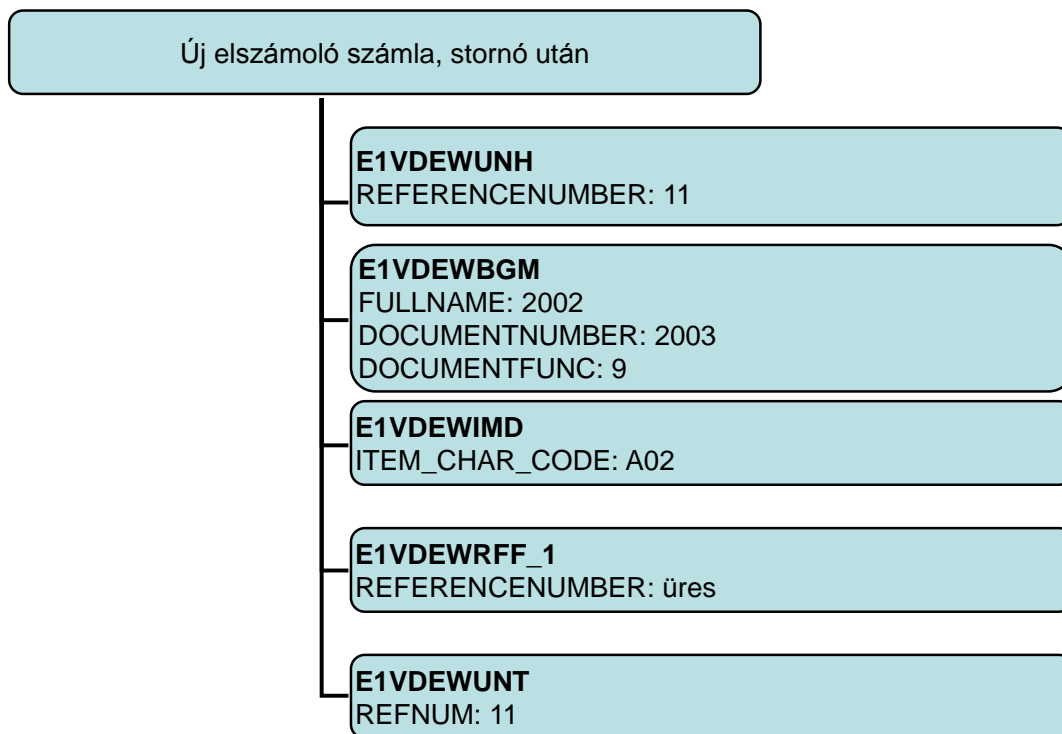 Új elszámoló számla, stornó után
E1VDEWUNH
REFERENCENUMBER: 11
E1VDEWBGM
FULLNAME: 2002
DOCUMENTNUMBER: 2003
DOCUMENTFUNC: 9
E1VDEWIMD
ITEM_CHAR_CODE: A02
E1VDEWRFF_1
REFERENCENUMBER: üres
E1VDEWUNT
REFNUM: 11